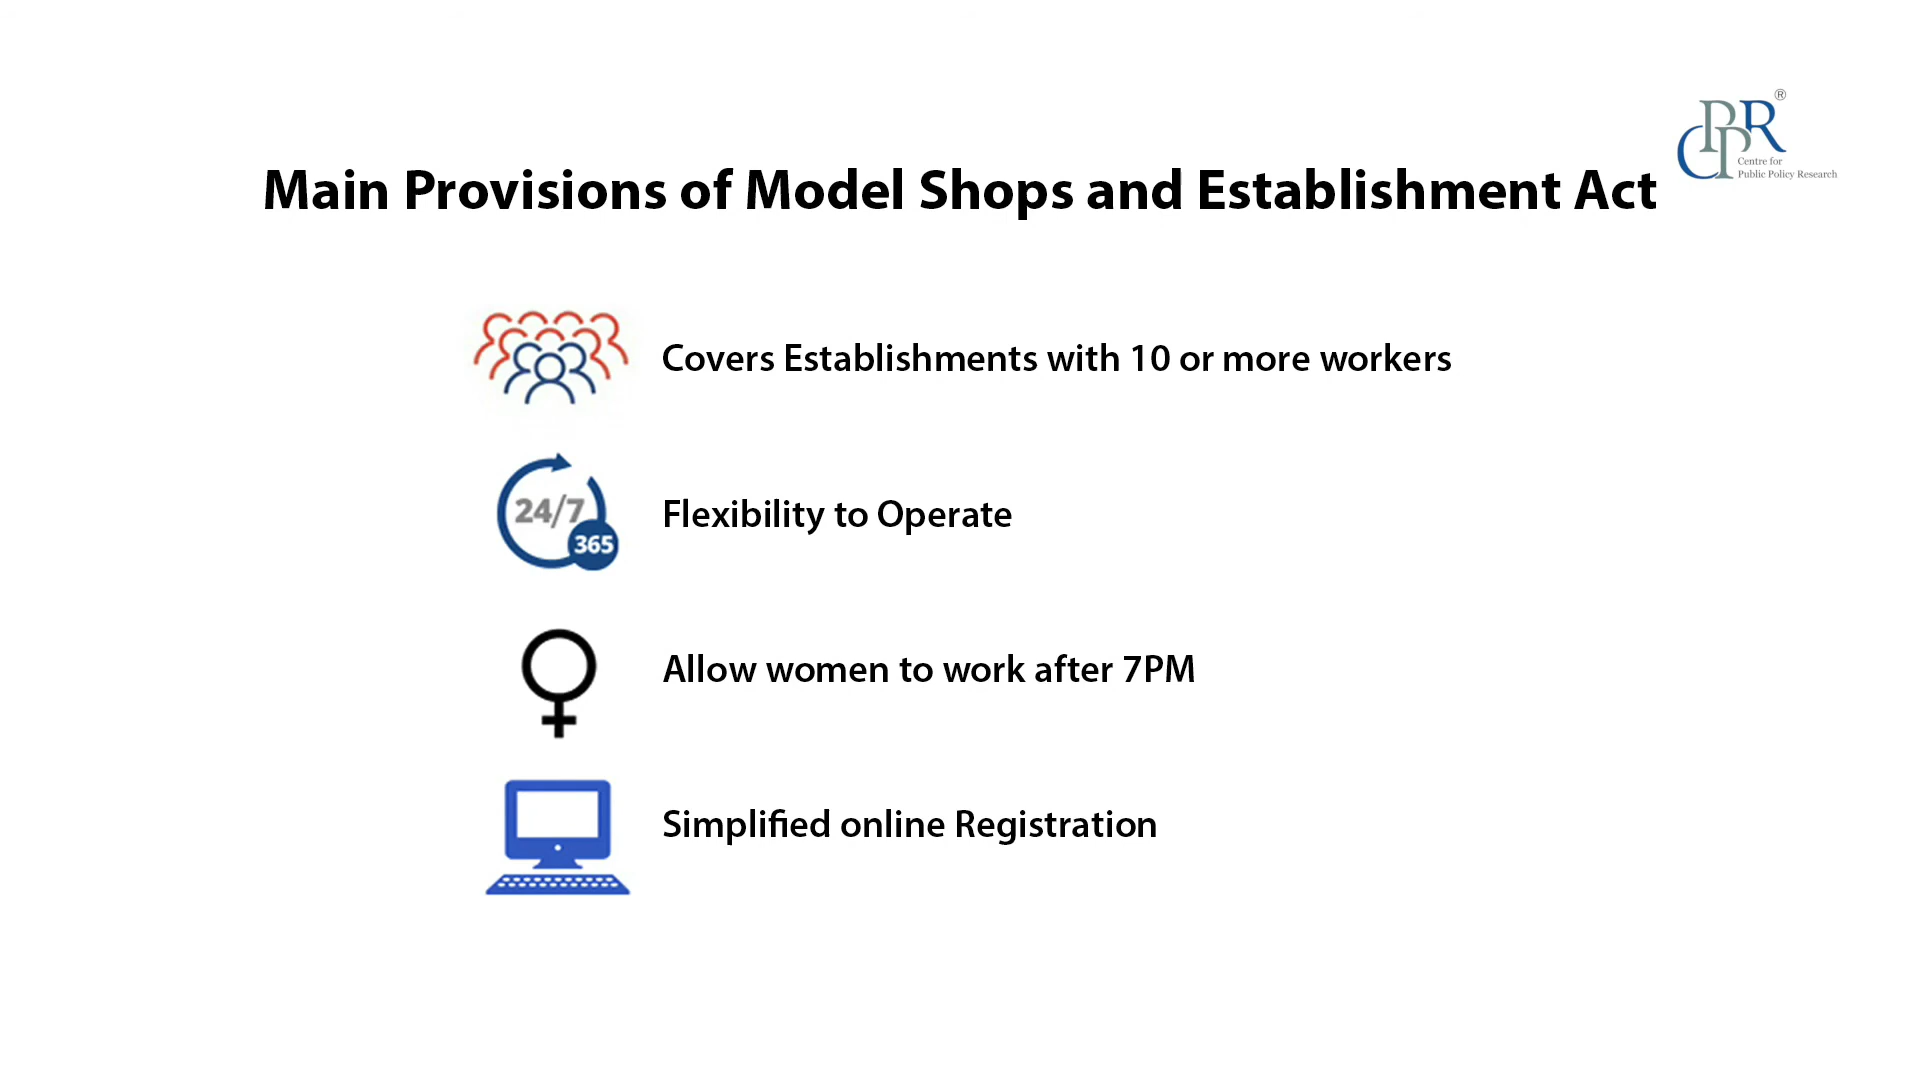 CPPR®
Centre for
Public Policy Research
Main Provisions of Model Shops and Establishment Act
Covers Establishments with 10 or more workers
24/7
365
Flexibility to Operate
Allow women to work after 7PM
Simplified online Registration